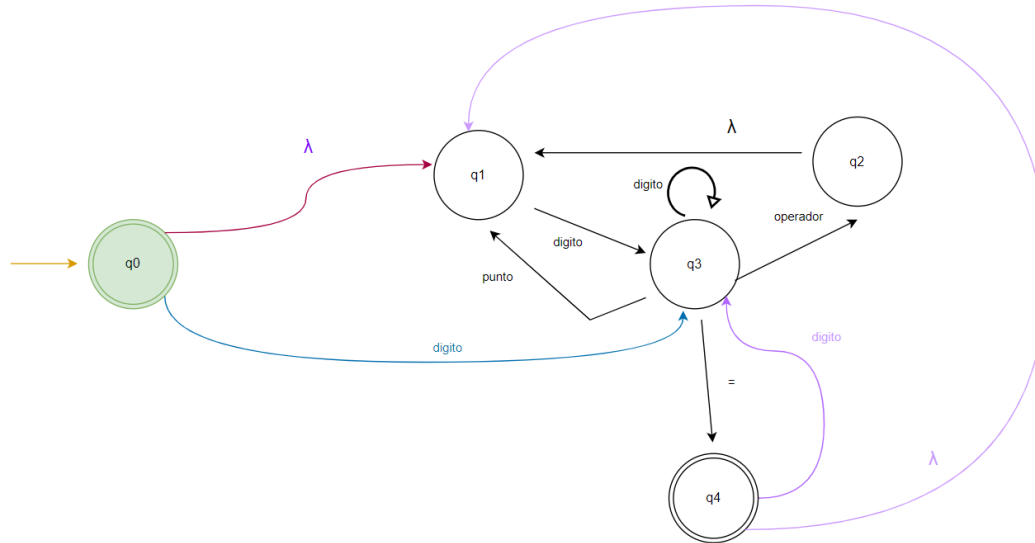 λ
λ
q2
q1
digito
operador
digito
q0
q3
punto
digito
digito
=
λ
q4